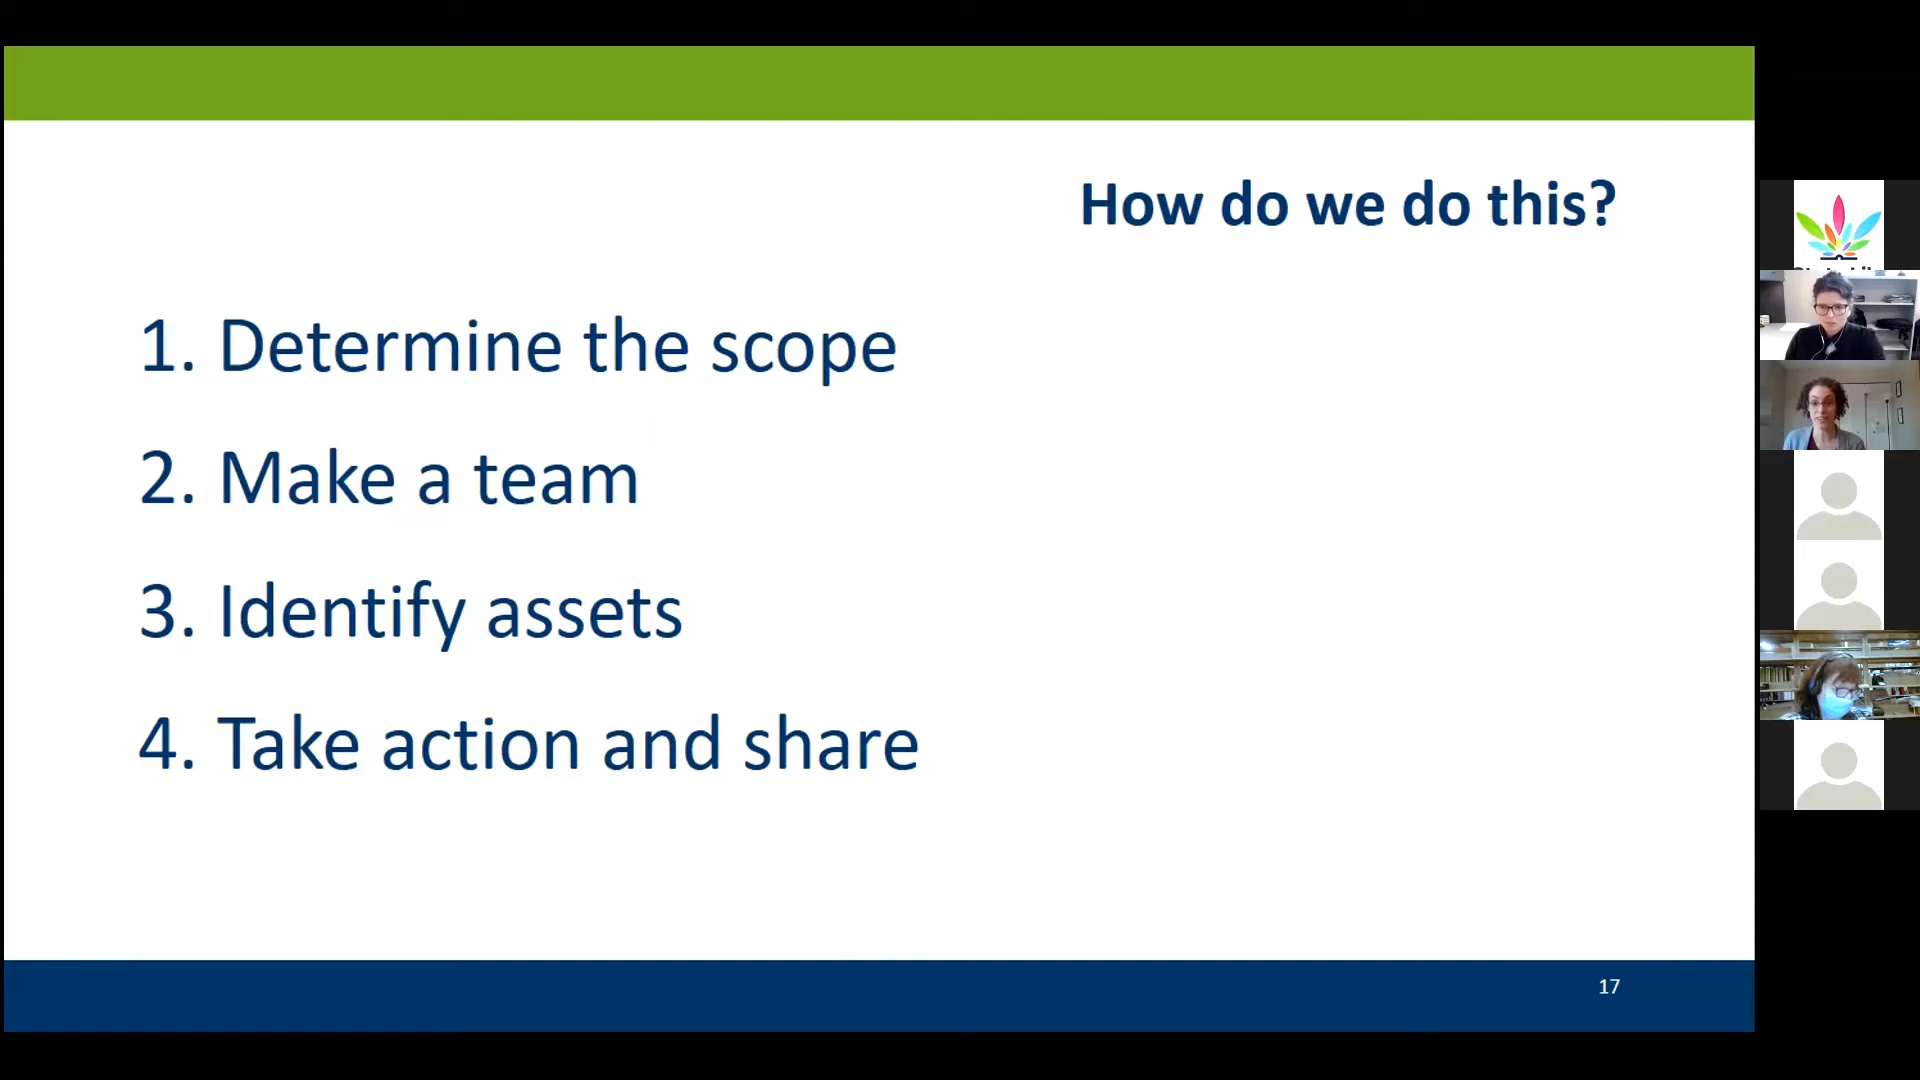 How do we do this?
1. Determine the scope
2. Make a team
3. Identify assets
4. Take action and share
17